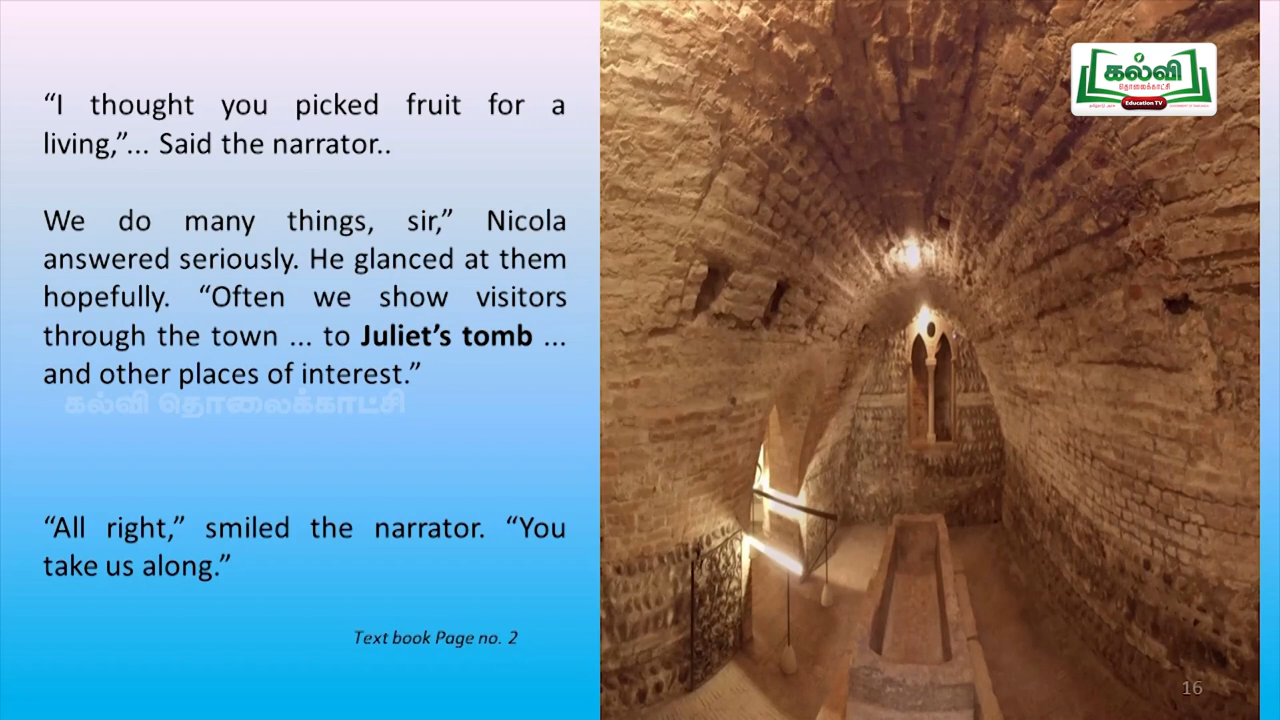 “I thought you picked fruit for a
living,”... Said the narrator..
We do many things, sir,” Nicola
answered seriously. He glanced at them
hopefully. “Often we show visitors
through the town ... to Juliet’s tomb ...
and other places of interest.”
கல்வி தொலைக்காட்சி
“All right,” smiled the narrator. “You
take us along.”
Text book Page no. 2
கல்வி
தொலைக்காட்சி
Education TV
16